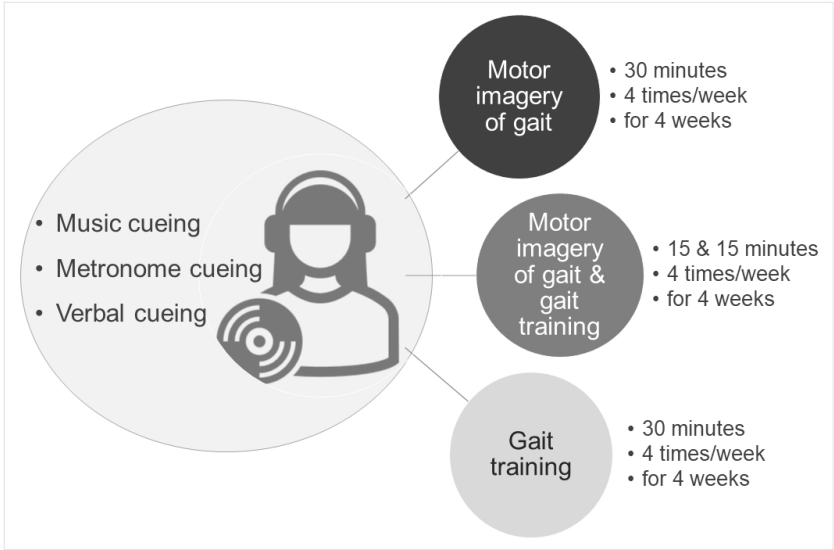 • Music cueing
• Metronome cueing
• Verbal cueing
Motor
imagery
of gait
• 30 minutes
• 4 times/week
• for 4 weeks
Motor
imagery
of gait &
gait
training
• 15 & 15 minutes
• 4 times/week
• for 4 weeks
Gait
training
• 30 minutes
• 4 times/week
• for 4 weeks